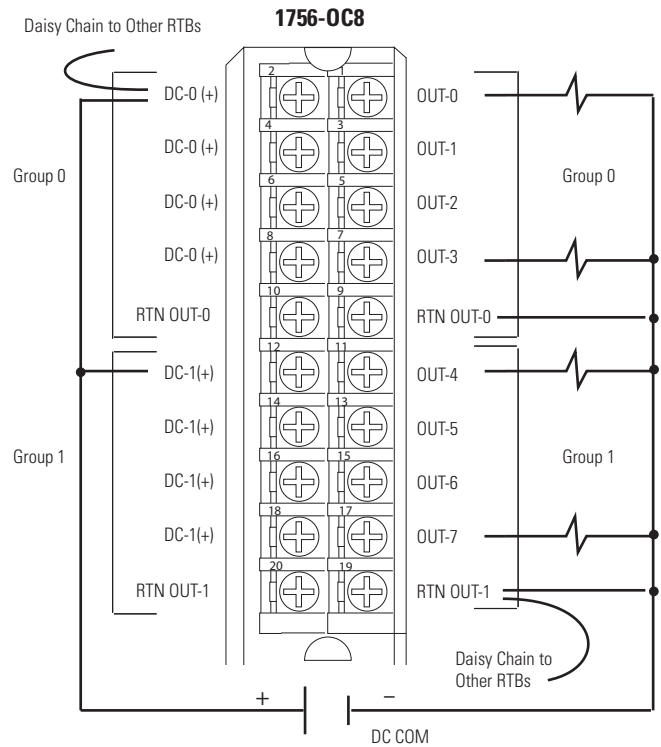 1756-OC8
Daisy Chain to Other RTBs
DC-0 (+) 2 1 OUT-0
DC-0 (+) 4 3 OUT-1
Group 0 Group 0
DC-0 (+) 6 5 OUT-2
DC-0 (+) 8 7 OUT-3
RTN OUT-0 10 9 RTN OUT-0
DC-1(+) 12 11 OUT-4
DC-1(+) 14 13 OUT-5
Group 1 Group 1
DC-1(+) 16 15 OUT-6
DC-1(+) 18 17 OUT-7
RTN OUT-1 20 19 RTN OUT-1
Daisy Chain to
Other RTBs
+ –
DC COM